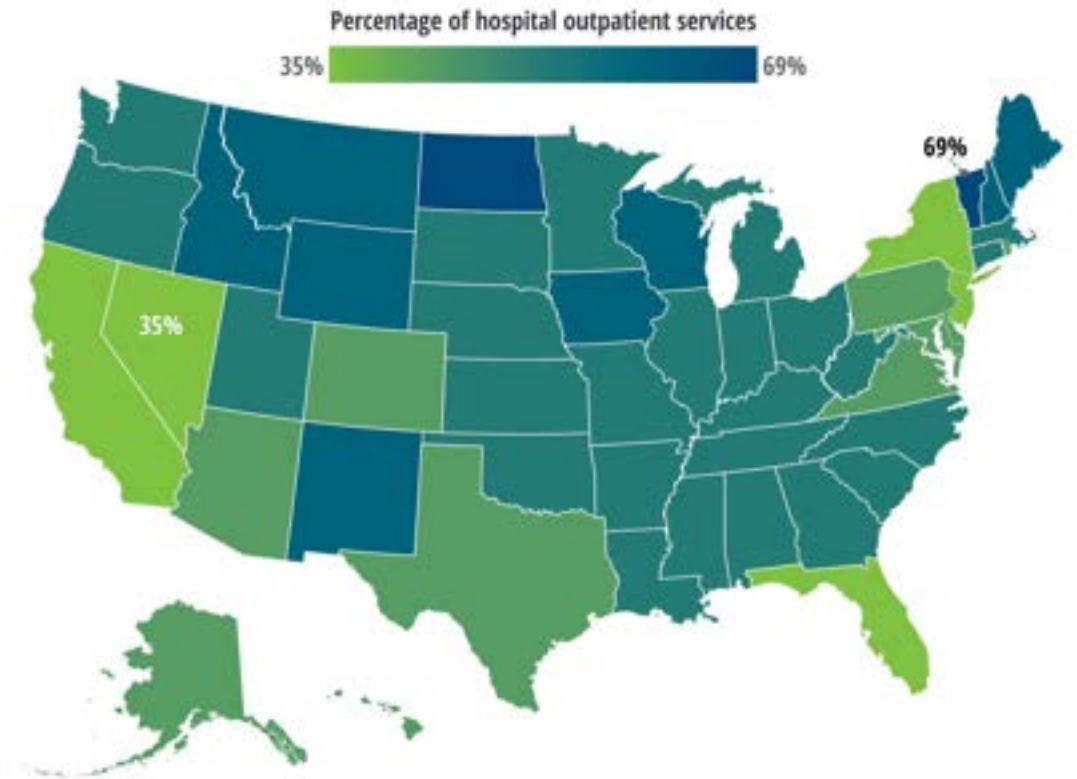 Percentage of hospital outpatient services
35% 69%
69%
35%